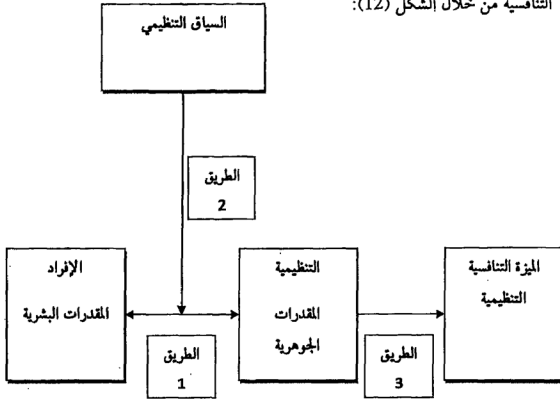 التنافسية من خلال الشكل (12):
السياق التنظيمي
الطريق
2
الإفراد
المقدرات البشرية
التنظيمية
المقدرات
الجوهرية
الميزة التنافسية
التنظيمية
الطريق
1
الطريق
3